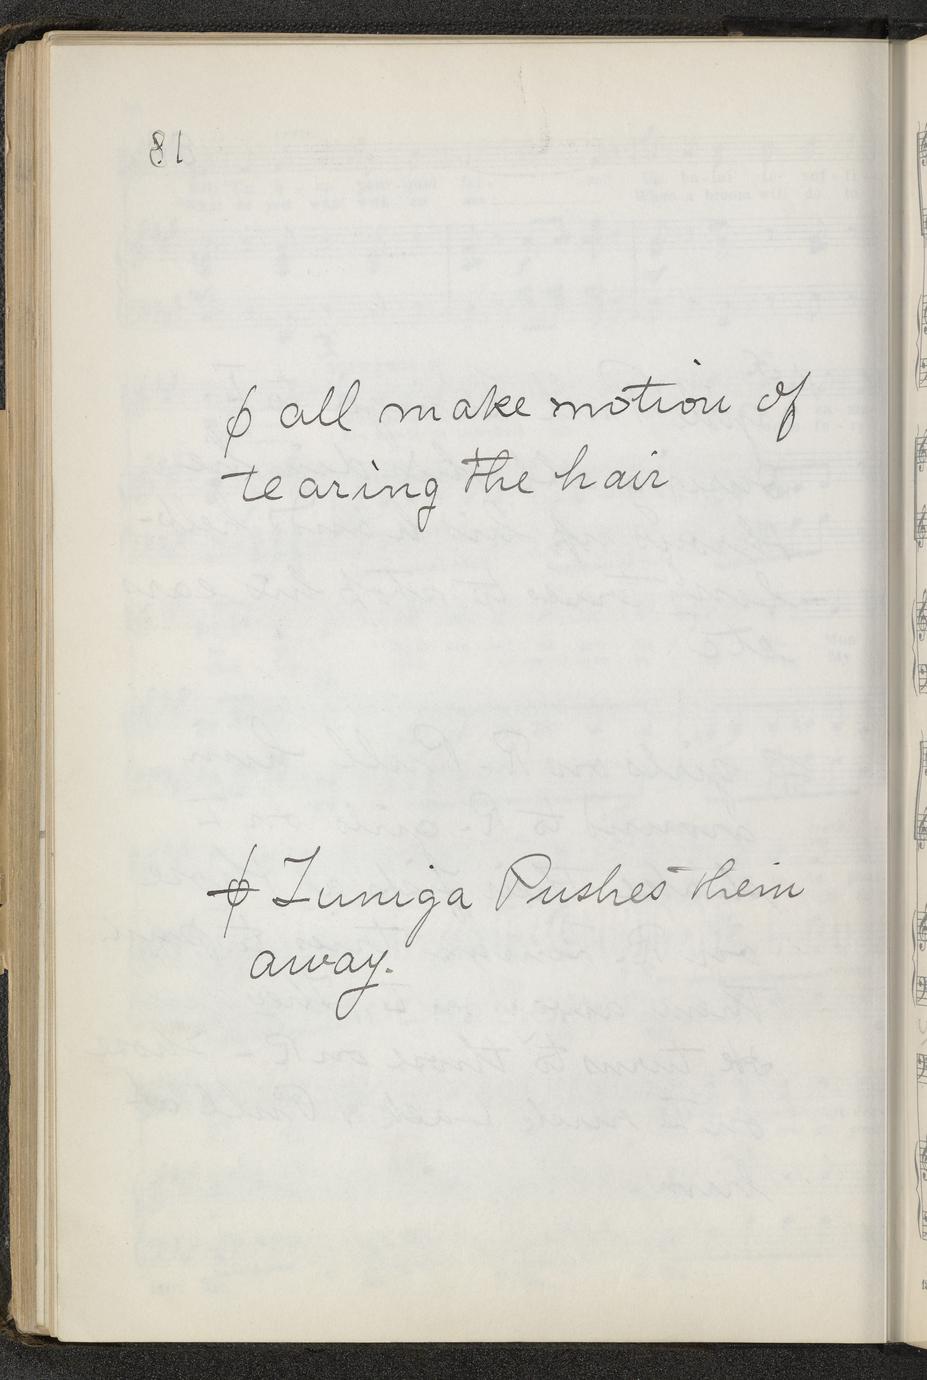 81
ϕ all make motion of
tearing the hair
ϕ Zuniga Pushes them
away.